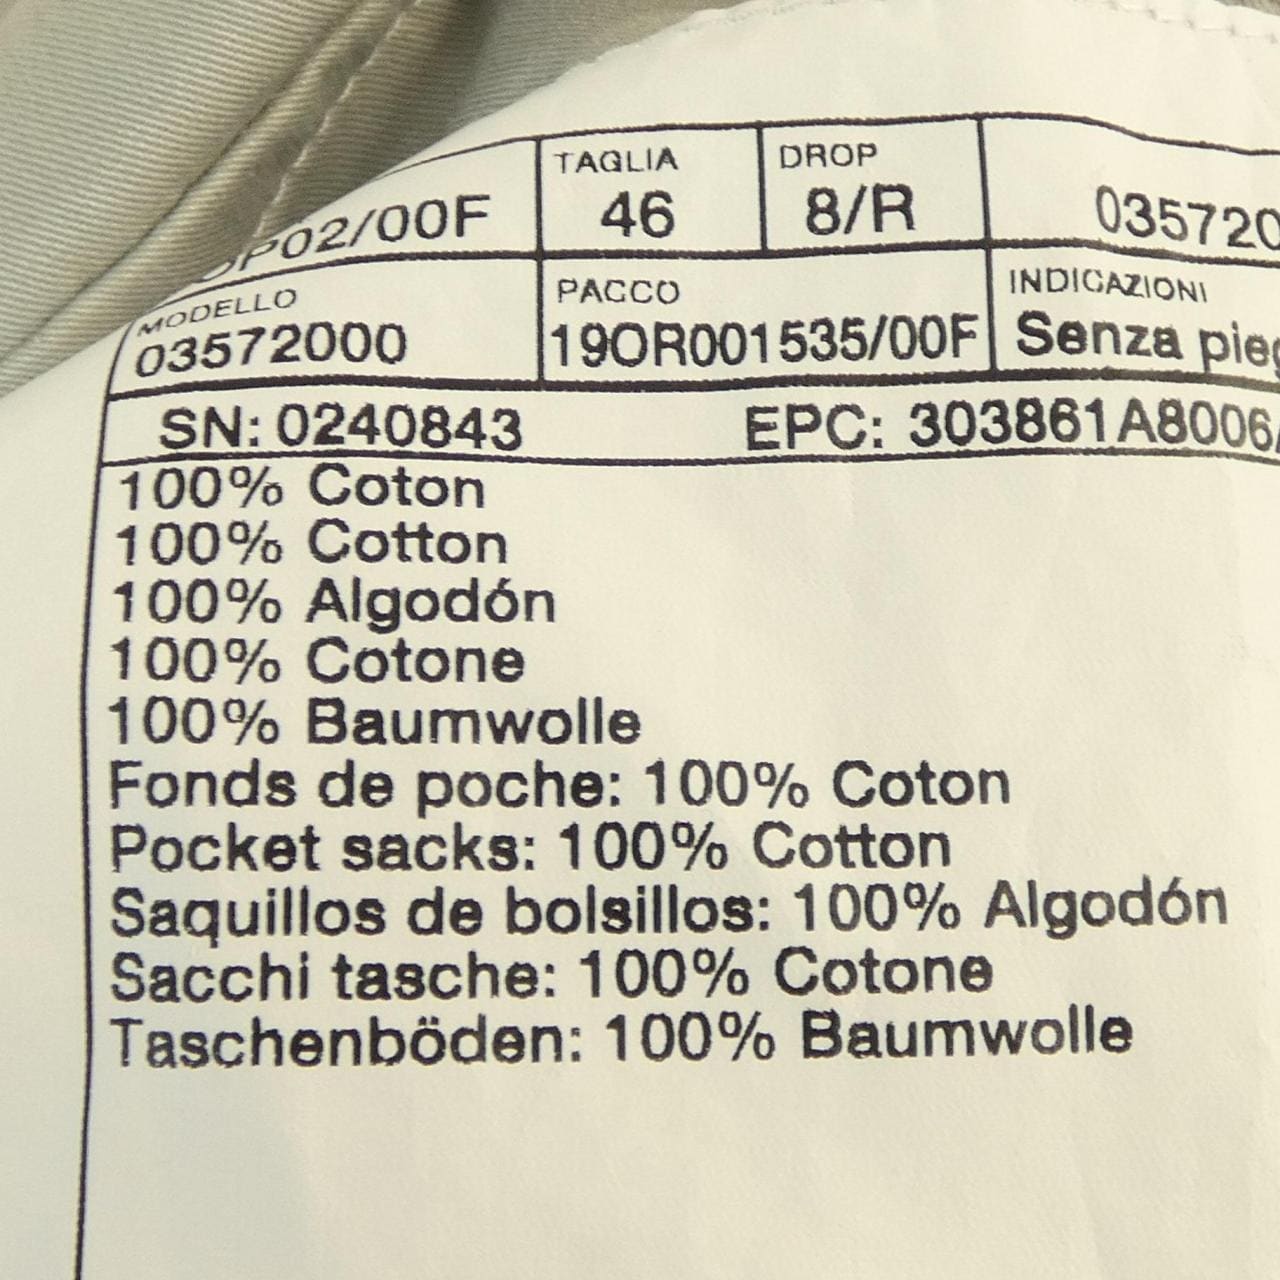 P02/00F
TAGLIA
46
DROP
8/R
035720
MODELLO
03572000
PACCO
19OR001535/00F
INDICAZIONI
Senza
SN: 0240843
EPC: 303861A8006
100% Coton
100% Cotton
100% Algodón
100% Cotone
100% Baumwolle
Fonds de poche: 100% Coton
Pocket sacks: 100% Cotton
Saquillos de bolsillos: 100% Algodón
Sacchi tasche: 100% Cotone
Taschenböden: 100% Baumwolle